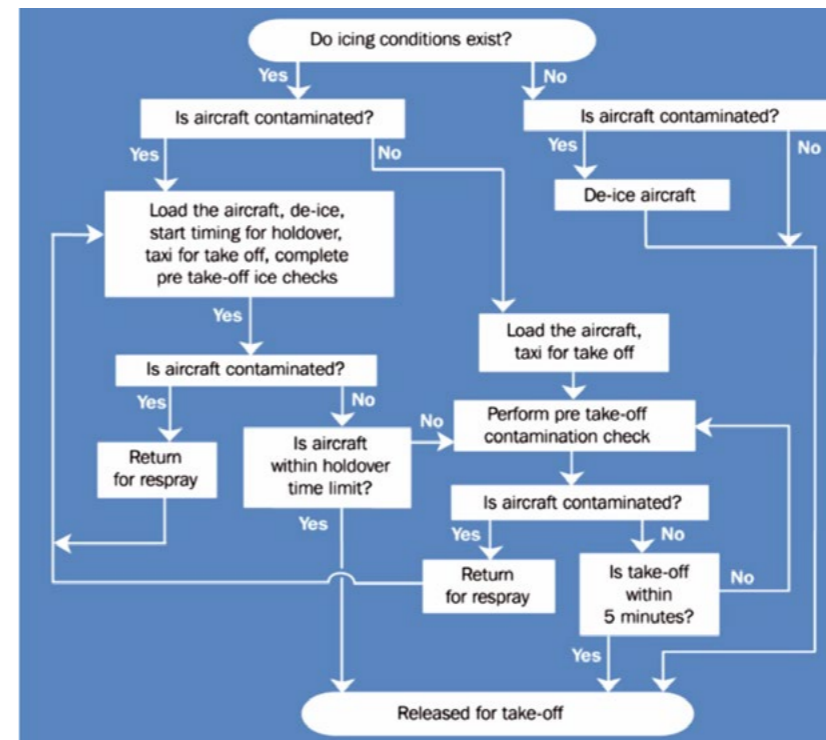 Do icing conditions exist?
Yes
No
Is aircraft contaminated?
Is aircraft contaminated?
Yes
No
Yes
No
De-ice aircraft
Load the aircraft, de-ice,
start timing for holdover,
taxi for take off, complete
pre take-off ice checks
Yes
Load the aircraft,
taxi for take off
Is aircraft contaminated?
Yes
No
Perform pre take-off
contamination check
No
Is aircraft
within holdover
time limit?
Return
for respray
Is aircraft contaminated?
Yes
Yes
No
Return
for respray
Is take-off
within
5 minutes?
No
Yes
Released for take-off